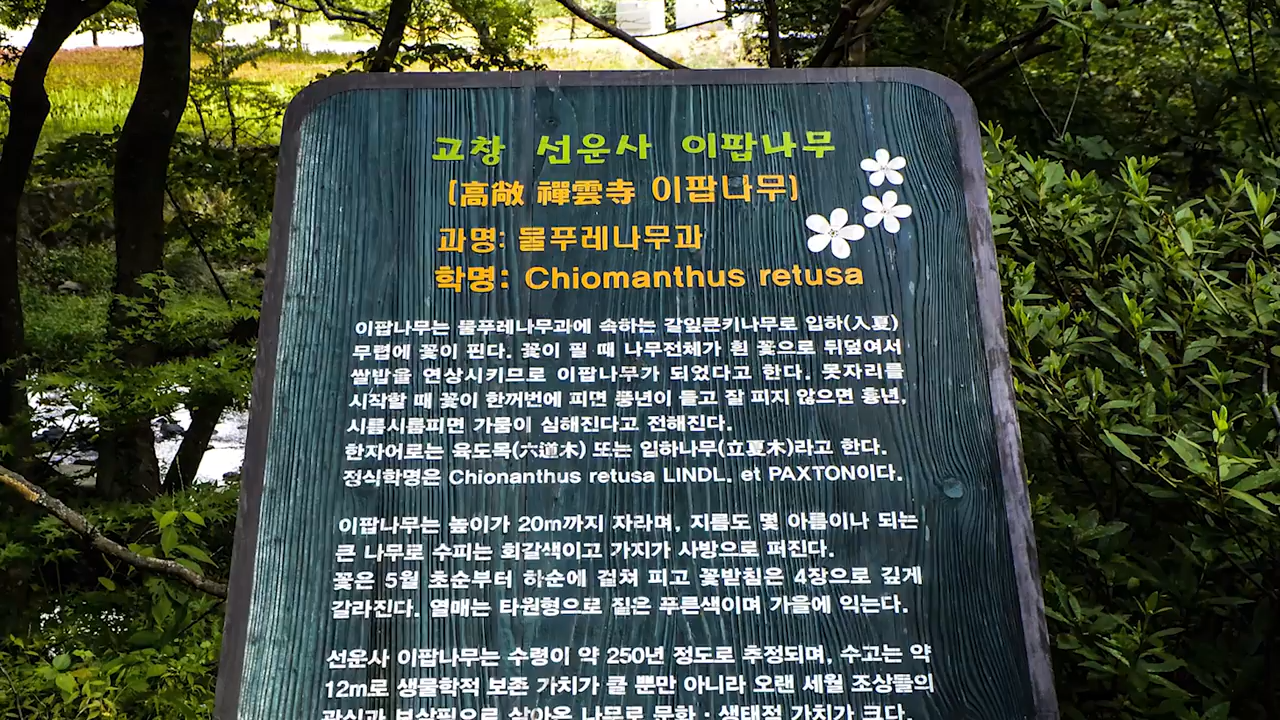 고창 선운사 이팝나무
(高敞 禪雲寺 이팝나무)
과명: 물푸레나무과
학명: Chiomanthus retusa
이팝나무는 물푸레나무과에 속하는 갈잎큰키나무로 입하(入夏)
무렵에 꽃이 핀다. 꽃이 필 때 나무전체가 흰 꽃으로 뒤덮여서
쌀밥을 연상시키므로 이팝나무가 되었다고 한다. 못자리를
시작할 때 꽃이 한꺼번에 피면 풍년이 들고 잘 피지 않으면 흉년,
시름시름피면 가뭄이 심해진다고 전해진다.
한자어로는 육도목(六道木) 또는 입하나무(立夏木)라고 한다.
정식학명은 Chionanthus retusa LINDL. et PAXTON이다.
이팝나무는 높이가 20m까지 자라며, 지름도 몇 아름이나 되는
큰 나무로 수피는 회갈색이고 가지가 사방으로 퍼진다.
꽃은 5월 초순부터 하순에 걸쳐 피고 꽃받침은 4장으로 깊게
갈라진다. 열매는 타원형으로 짙은 푸른색이며 가을에 익는다.
선운사 이팝나무는 수령이 약 250년 정도로 추정되며, 수고는 약
12m로 생물학적 보존 가치가 클 뿐만 아니라 오랜 세월 조상들의
관심과 보살핌으로 살아온 나무로 문화·생태적 가치가 크다.